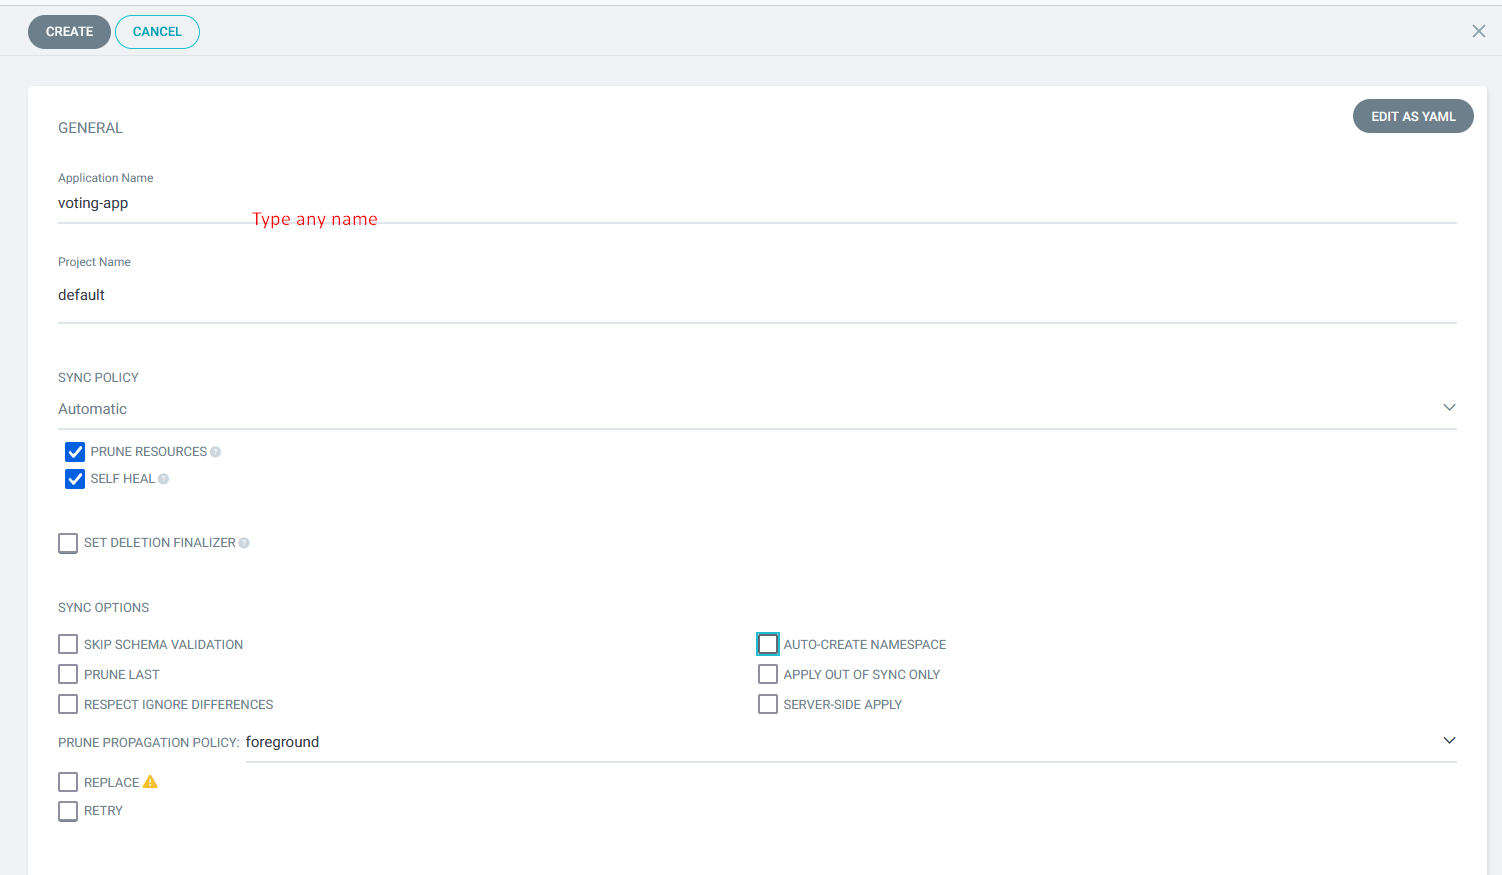 CREATE CANCEL
GENERAL
EDIT AS YAML
Application Name
voting-app
Type any name
Project Name
default
SYNC POLICY
Automatic
PRUNE RESOURCES ?
SELF HEAL ?
SET DELETION FINALIZER ?
SYNC OPTIONS
SKIP SCHEMA VALIDATION
AUTO-CREATE NAMESPACE
PRUNE LAST
APPLY OUT OF SYNC ONLY
RESPECT IGNORE DIFFERENCES
SERVER-SIDE APPLY
PRUNE PROPAGATION POLICY: foreground
REPLACE
RETRY